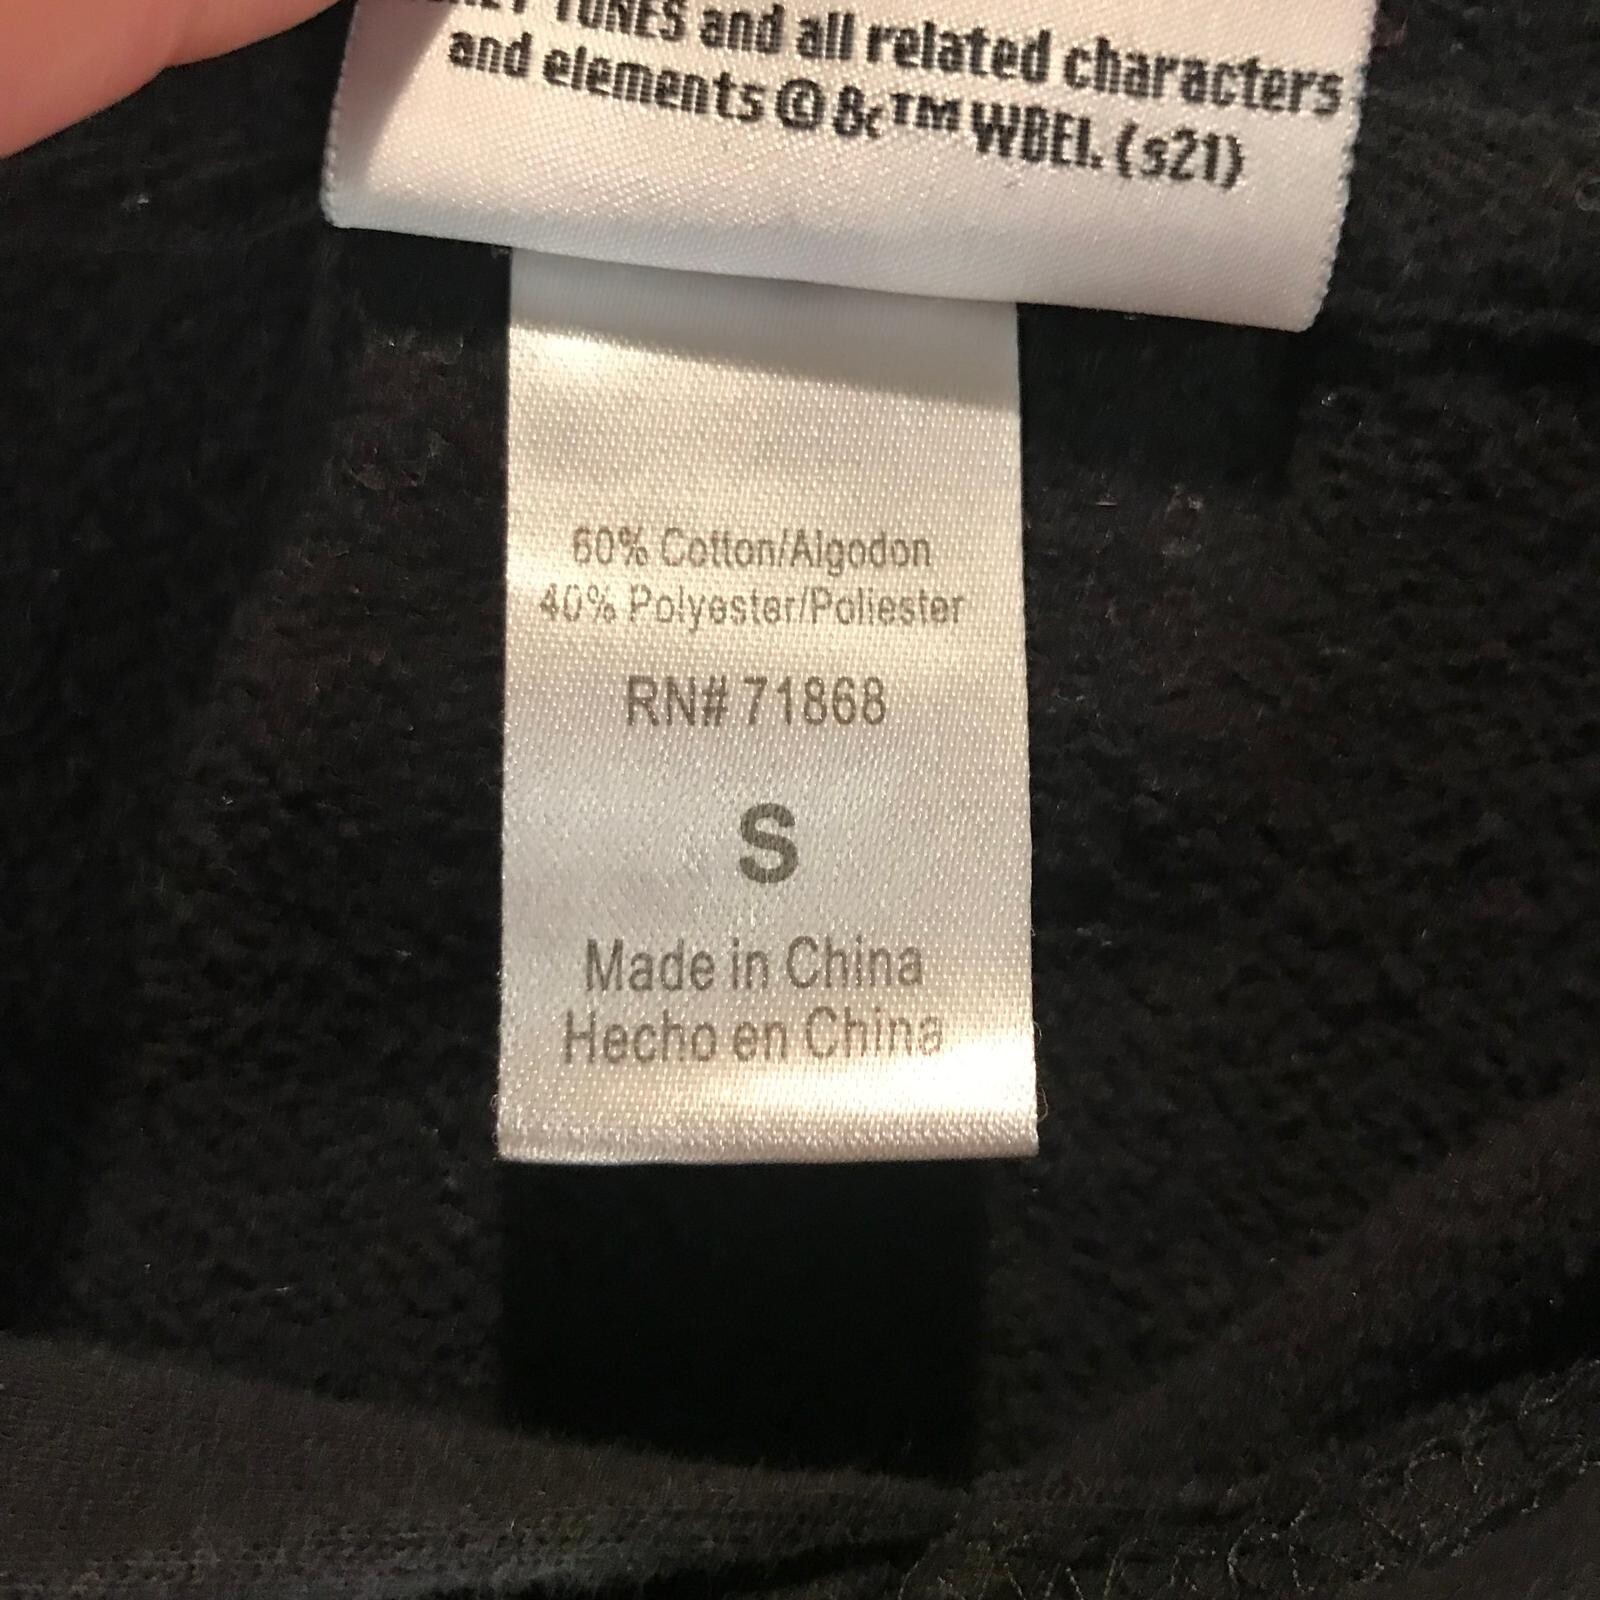 TUNES and all related characters
and elements © & ™ WBEI. (s21)
60% Cotton/Algodon
40% Polyester/Poliester
RN# 71868
S
Made in China
Hecho en China